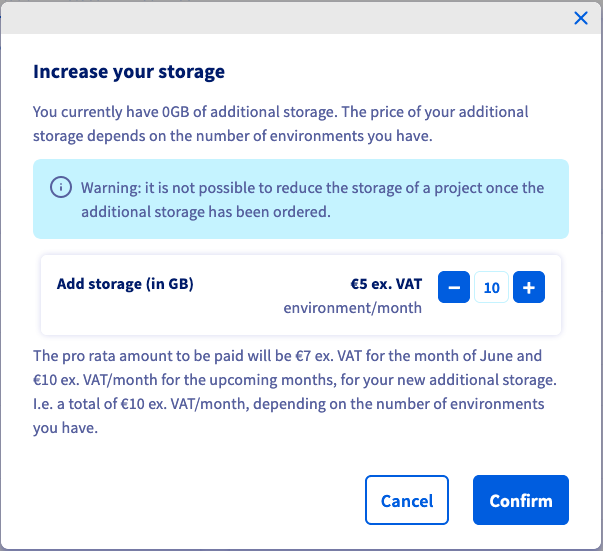 Increase your storage
You currently have 0GB of additional storage. The price of your additional
storage depends on the number of environments you have.
Warning: it is not possible to reduce the storage of a project once the
additional storage has been ordered.
Add storage (in GB) €5 ex. VAT − 10 +
environment/month
The pro rata amount to be paid will be €7 ex. VAT for the month of June and
€10 ex. VAT/month for the upcoming months, for your new additional storage.
I.e. a total of €10 ex. VAT/month, depending on the number of environments
you have.
Cancel Confirm